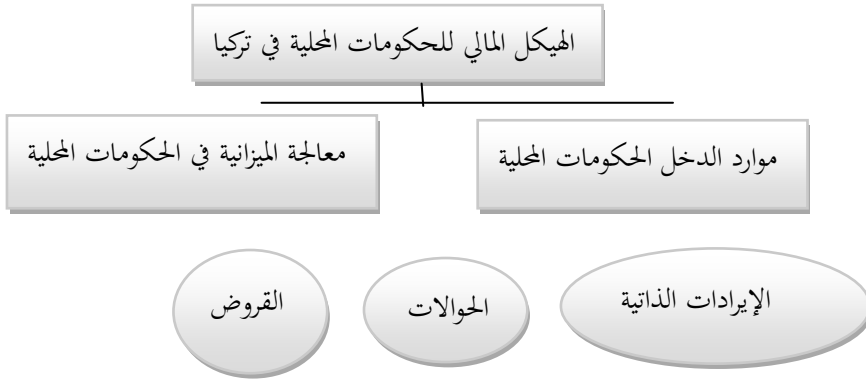 الهيكل المالي للحكومات المحلية في تركيا
موارد الدخل الحكومات المحلية
معالجة الميزانية في الحكومات المحلية
الإيرادات الذاتية
الحوالات
القروض